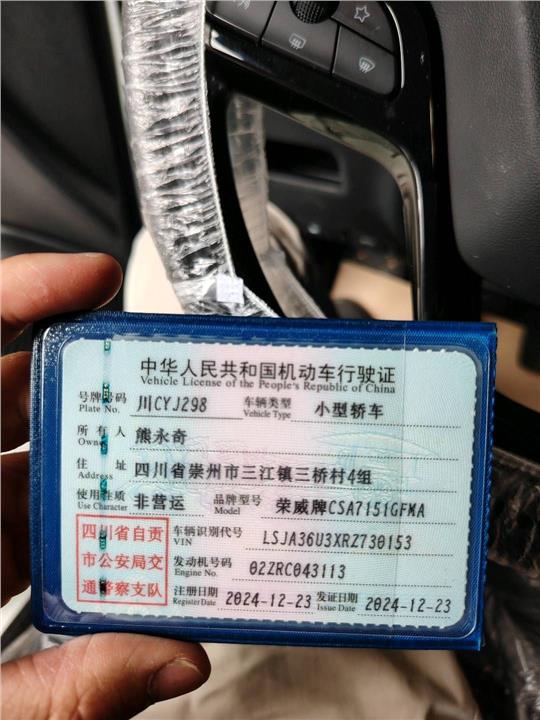 中华人民共和国机动车行驶证
Vehicle License of the People's Republic of China
号牌号码 川CYJ298 车辆类型 小型轿车
Plate No. Vehicle Type
所有人 熊永奇
Owner
住址 四川省崇州市三江镇三桥村4组
Address
使用性质 非营运 品牌型号 荣威牌CSA7151GFMA
Use Character Model
四川省自贡
市公安局交
通警察支队
车辆识别代号 LSJA36U3XRZ730153
VIN
发动机号码 02ZRC043113
Engine No.
注册日期 2024-12-23 发证日期 2024-12-23
Register Date Issue Date